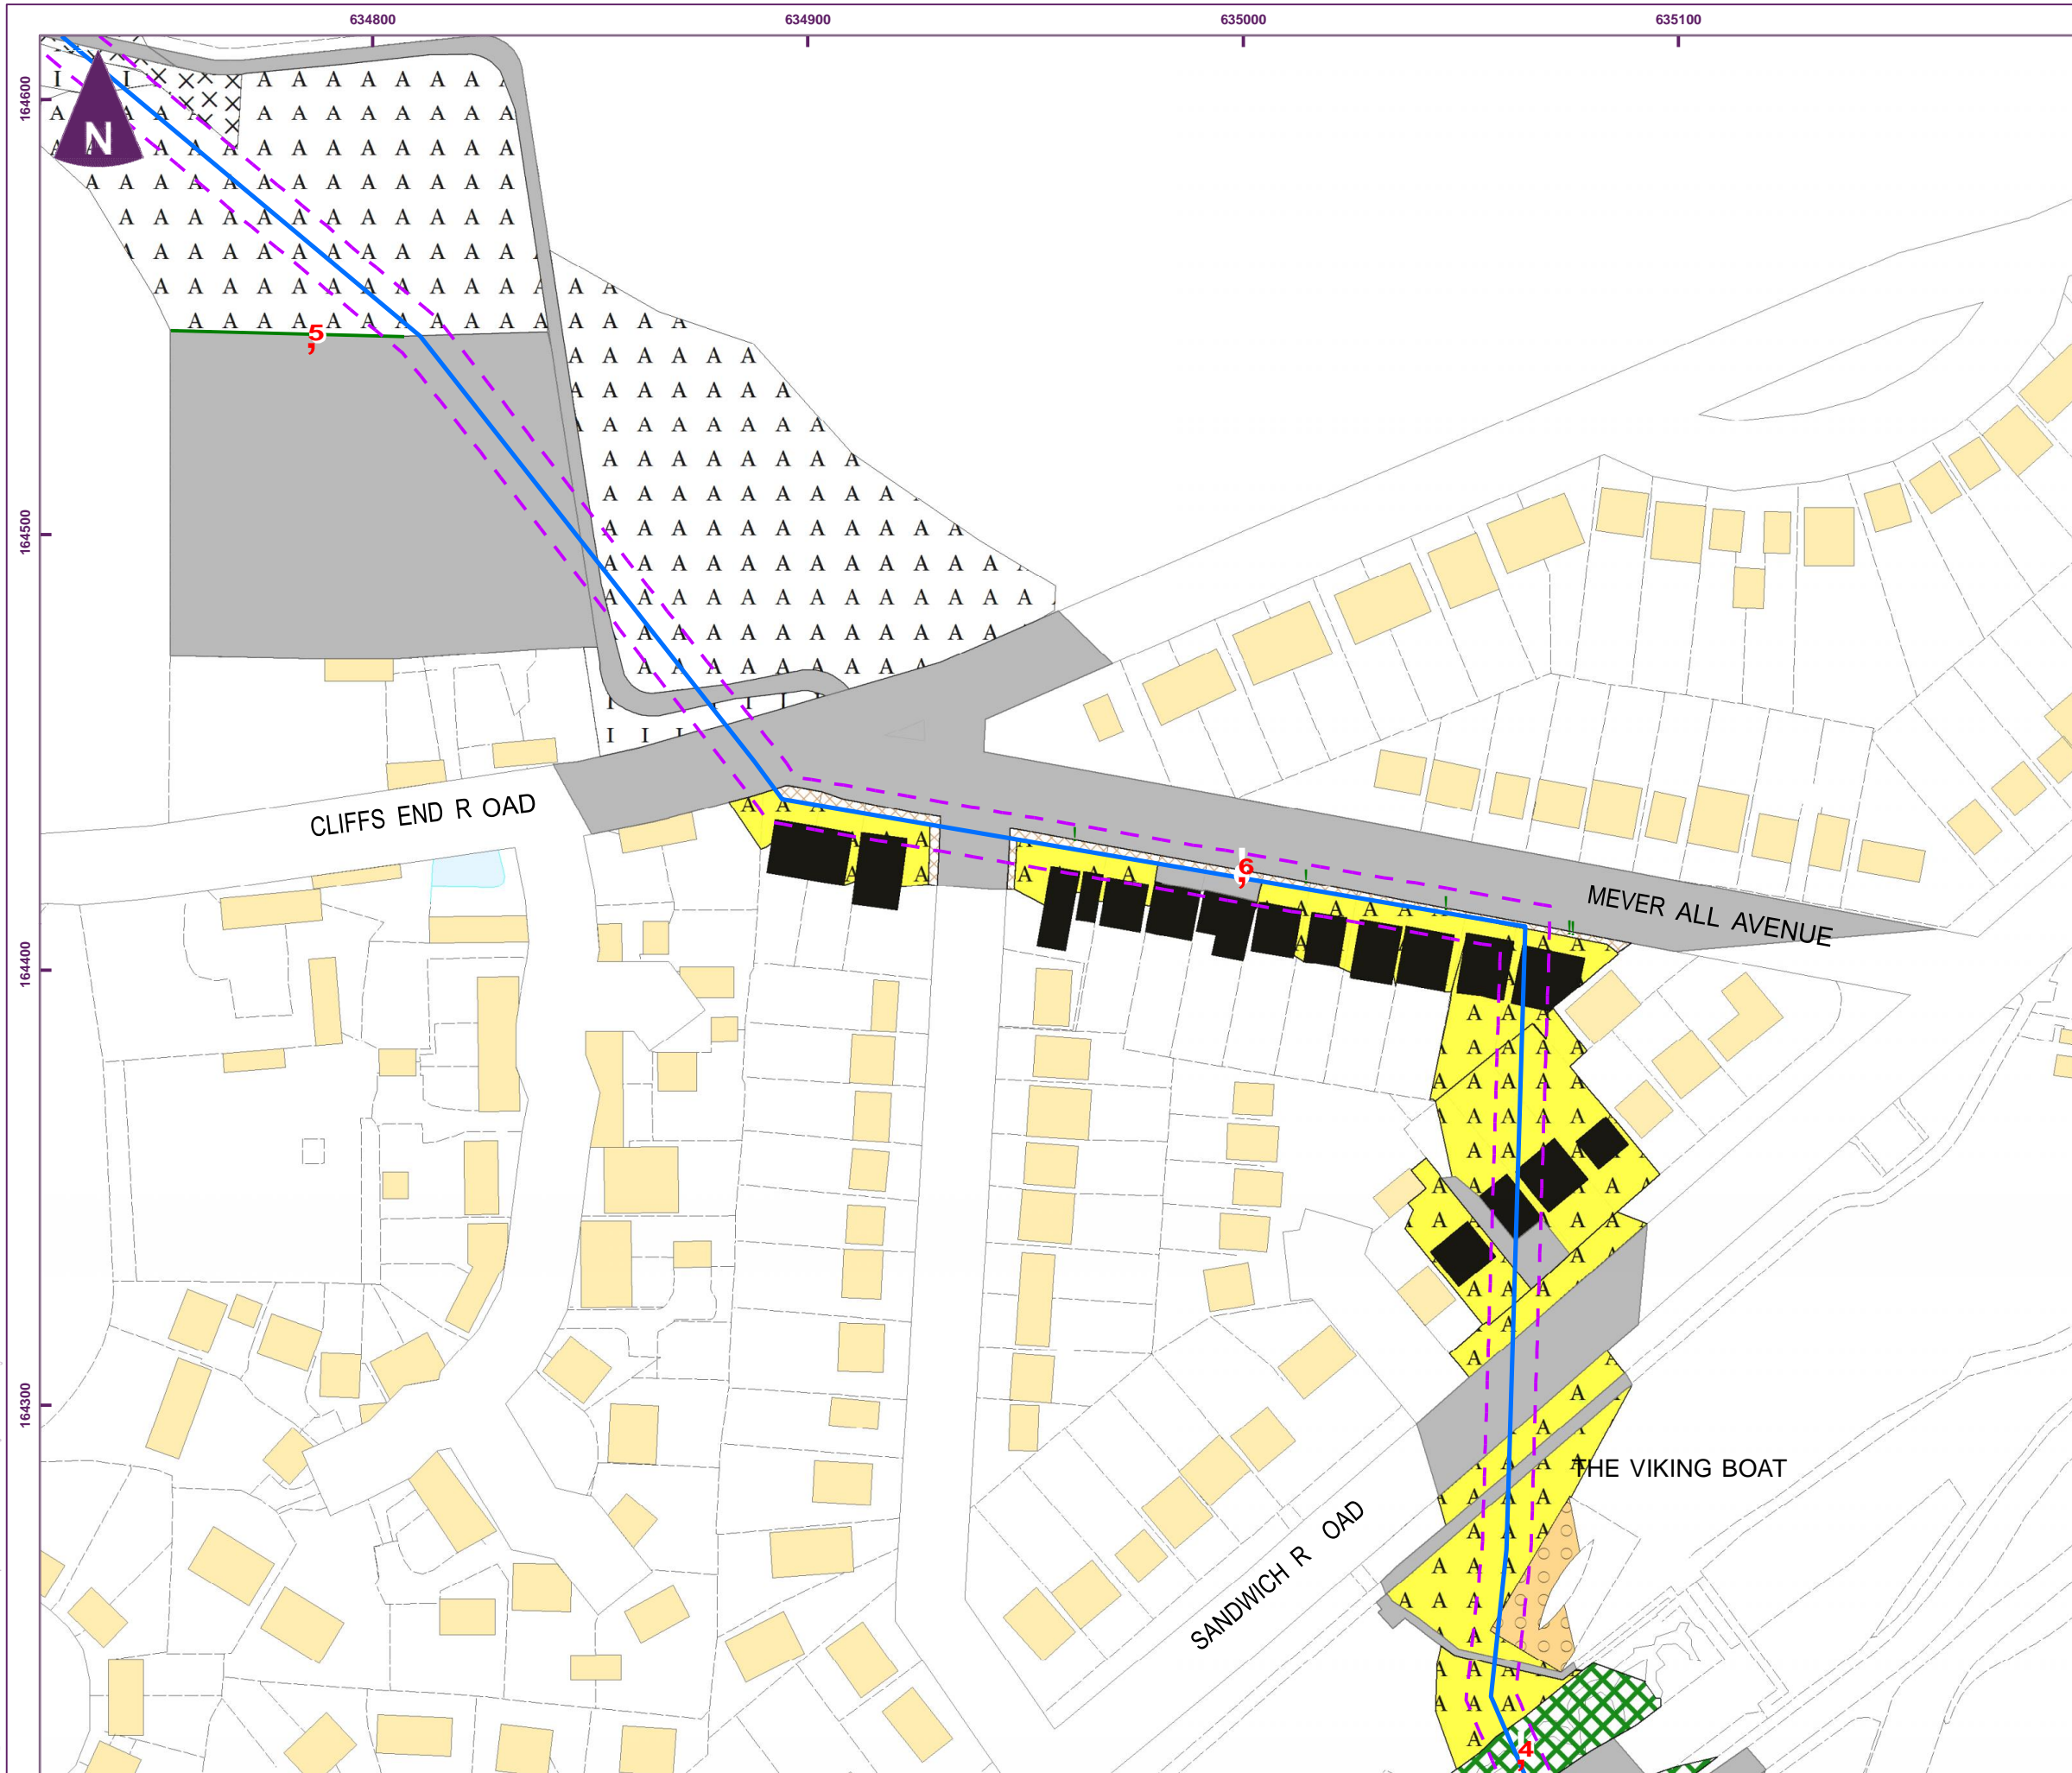 634800 634900 635000 635100
164600
N
5
164500
CLIFFS END R OAD
6
MEVER ALL AVENUE
164400
164300
THE VIKING BOAT
SANDWICH R OAD
4